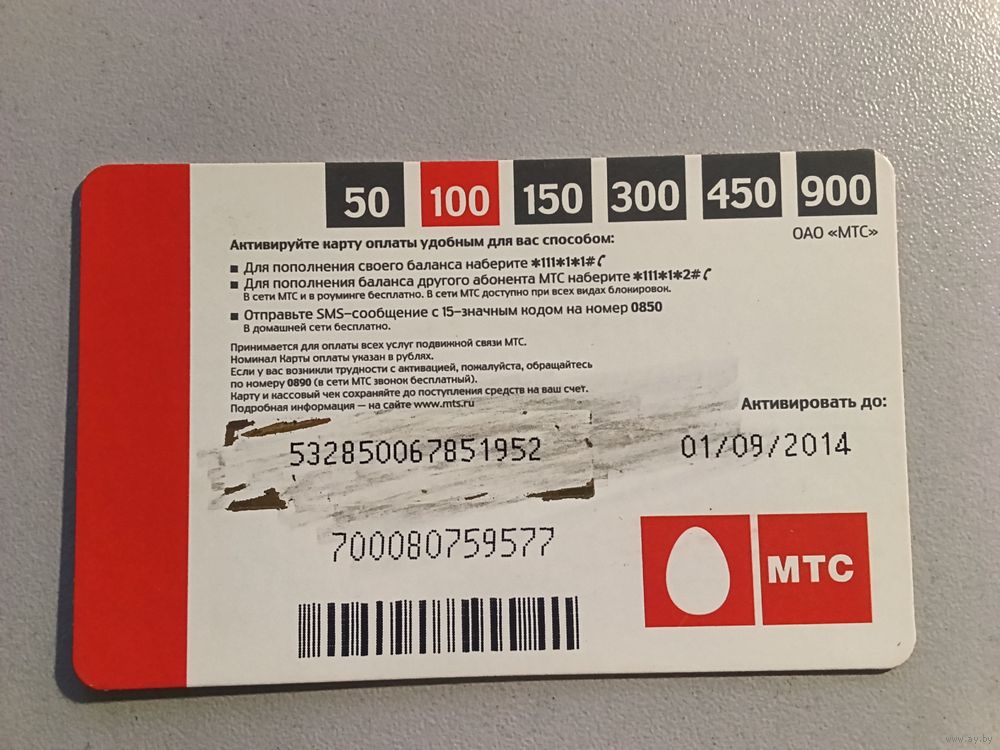 50 100 150 300 450 900
ОАО «МТС»
Активируйте карту оплаты удобным для вас способом:
■ Для пополнения своего баланса наберите *111*1*1#
■ Для пополнения баланса другого абонента МТС наберите *111*1*2#
В сети МТС и в роуминге бесплатно. В сети МТС доступно при всех видах блокировок.
■ Отправьте SMS-сообщение с 15-значным кодом на номер 0850
В домашней сети бесплатно.
Принимается для оплаты всех услуг подвижной связи МТС.
Номинал Карты оплаты указан в рублях.
Если у вас возникли трудности с активацией, пожалуйста, обращайтесь
по номеру 0890 (в сети МТС звонок бесплатный).
Карту и кассовый чек сохраняйте до поступления средств на ваш счет.
Подробная информация — на сайте www.mts.ru
Активировать до:
532850067851952
01/09/2014
700080759577
МТС
www.ay.by